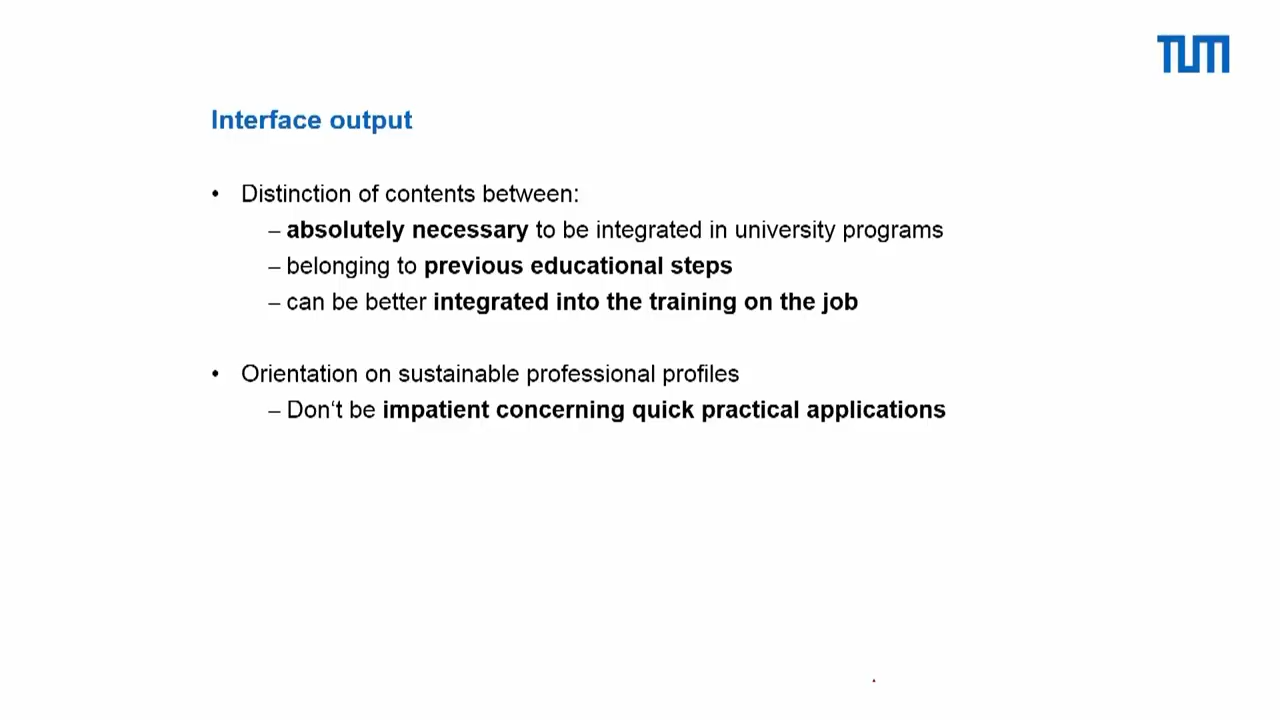 TUM
Interface output
• Distinction of contents between:
– absolutely necessary to be integrated in university programs
– belonging to previous educational steps
– can be better integrated into the training on the job
• Orientation on sustainable professional profiles
– Don‘t be impatient concerning quick practical applications